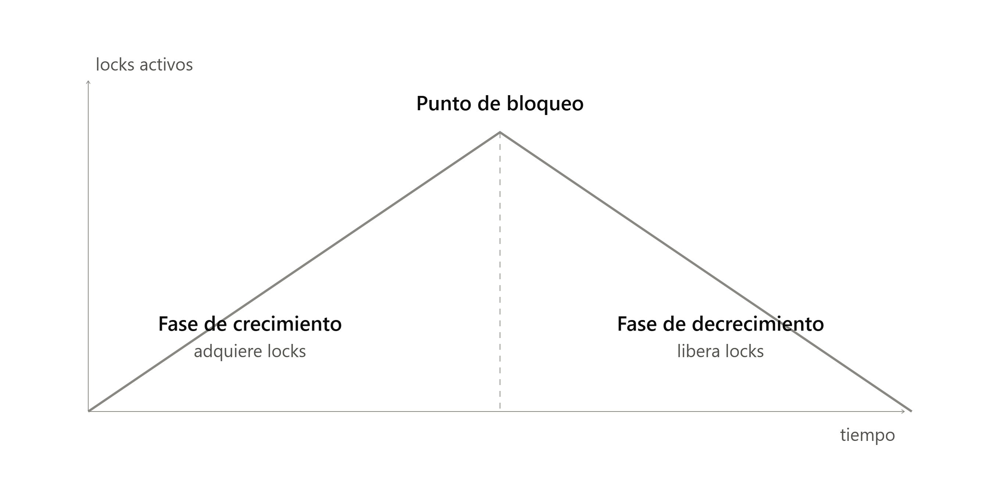 locks activos
Punto de bloqueo
Fase de crecimiento
adquiere locks
Fase de decrecimiento
libera locks
tiempo